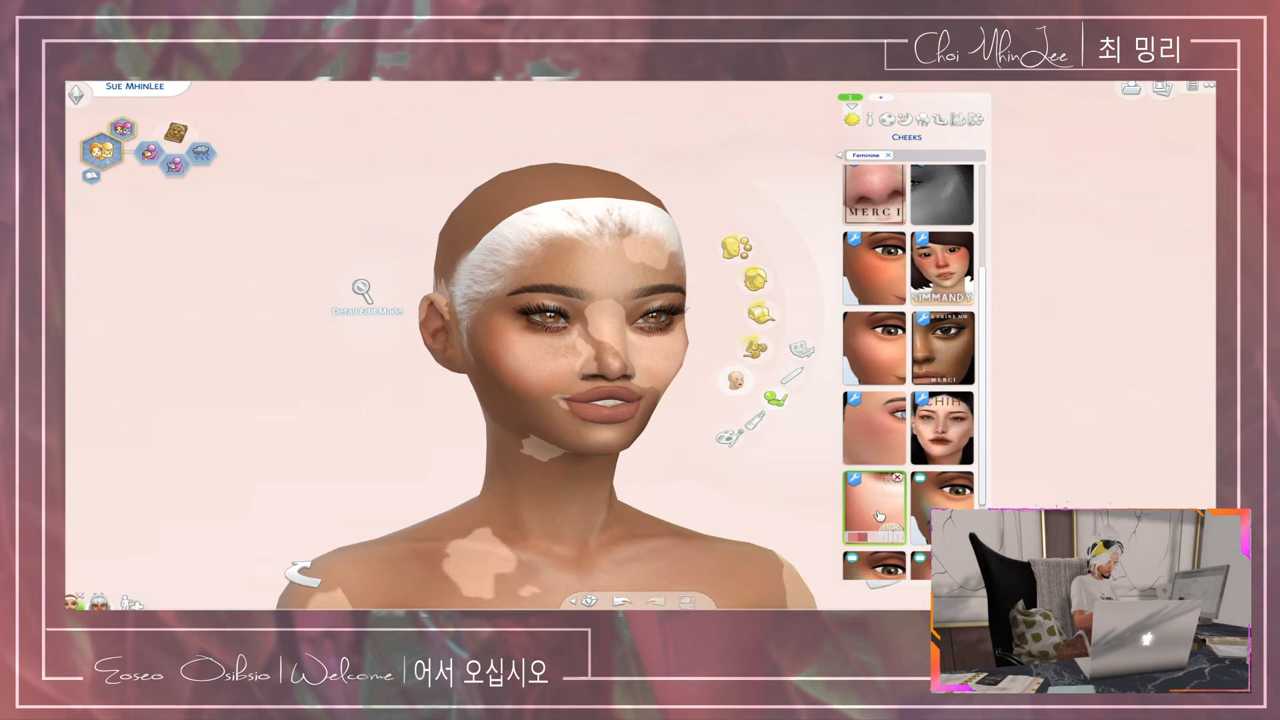 Choi MhinLee | 최 밍리
SUE MHINLEE
CHEEKS
Feminine
MERCI
SIMMANDY
Detail Edit Mode
MERCI
Eoseo Osibsio | Welcome | 어서 오십시오